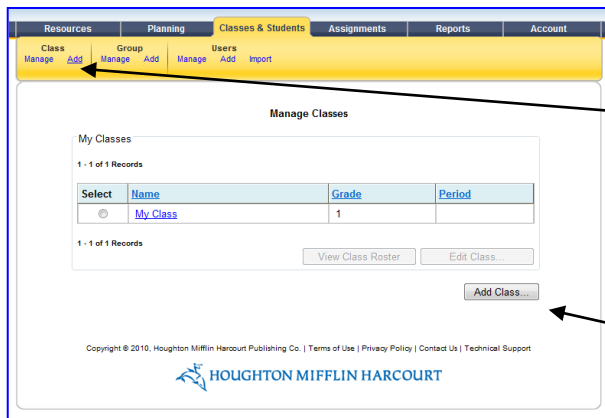 Resources Planning Classes & Students Assignments Reports Account
Class Group Users
Manage Add Manage Add Manage Add Import
Manage Classes
My Classes
1 - 1 of 1 Records
Select Name Grade Period
My Class 1
1 - 1 of 1 Records
View Class Roster Edit Class...
Add Class...
Copyright © 2010, Houghton Mifflin Harcourt Publishing Co. | Terms of Use | Privacy Policy | Contact Us | Technical Support
HOUGHTON MIFFLIN HARCOURT